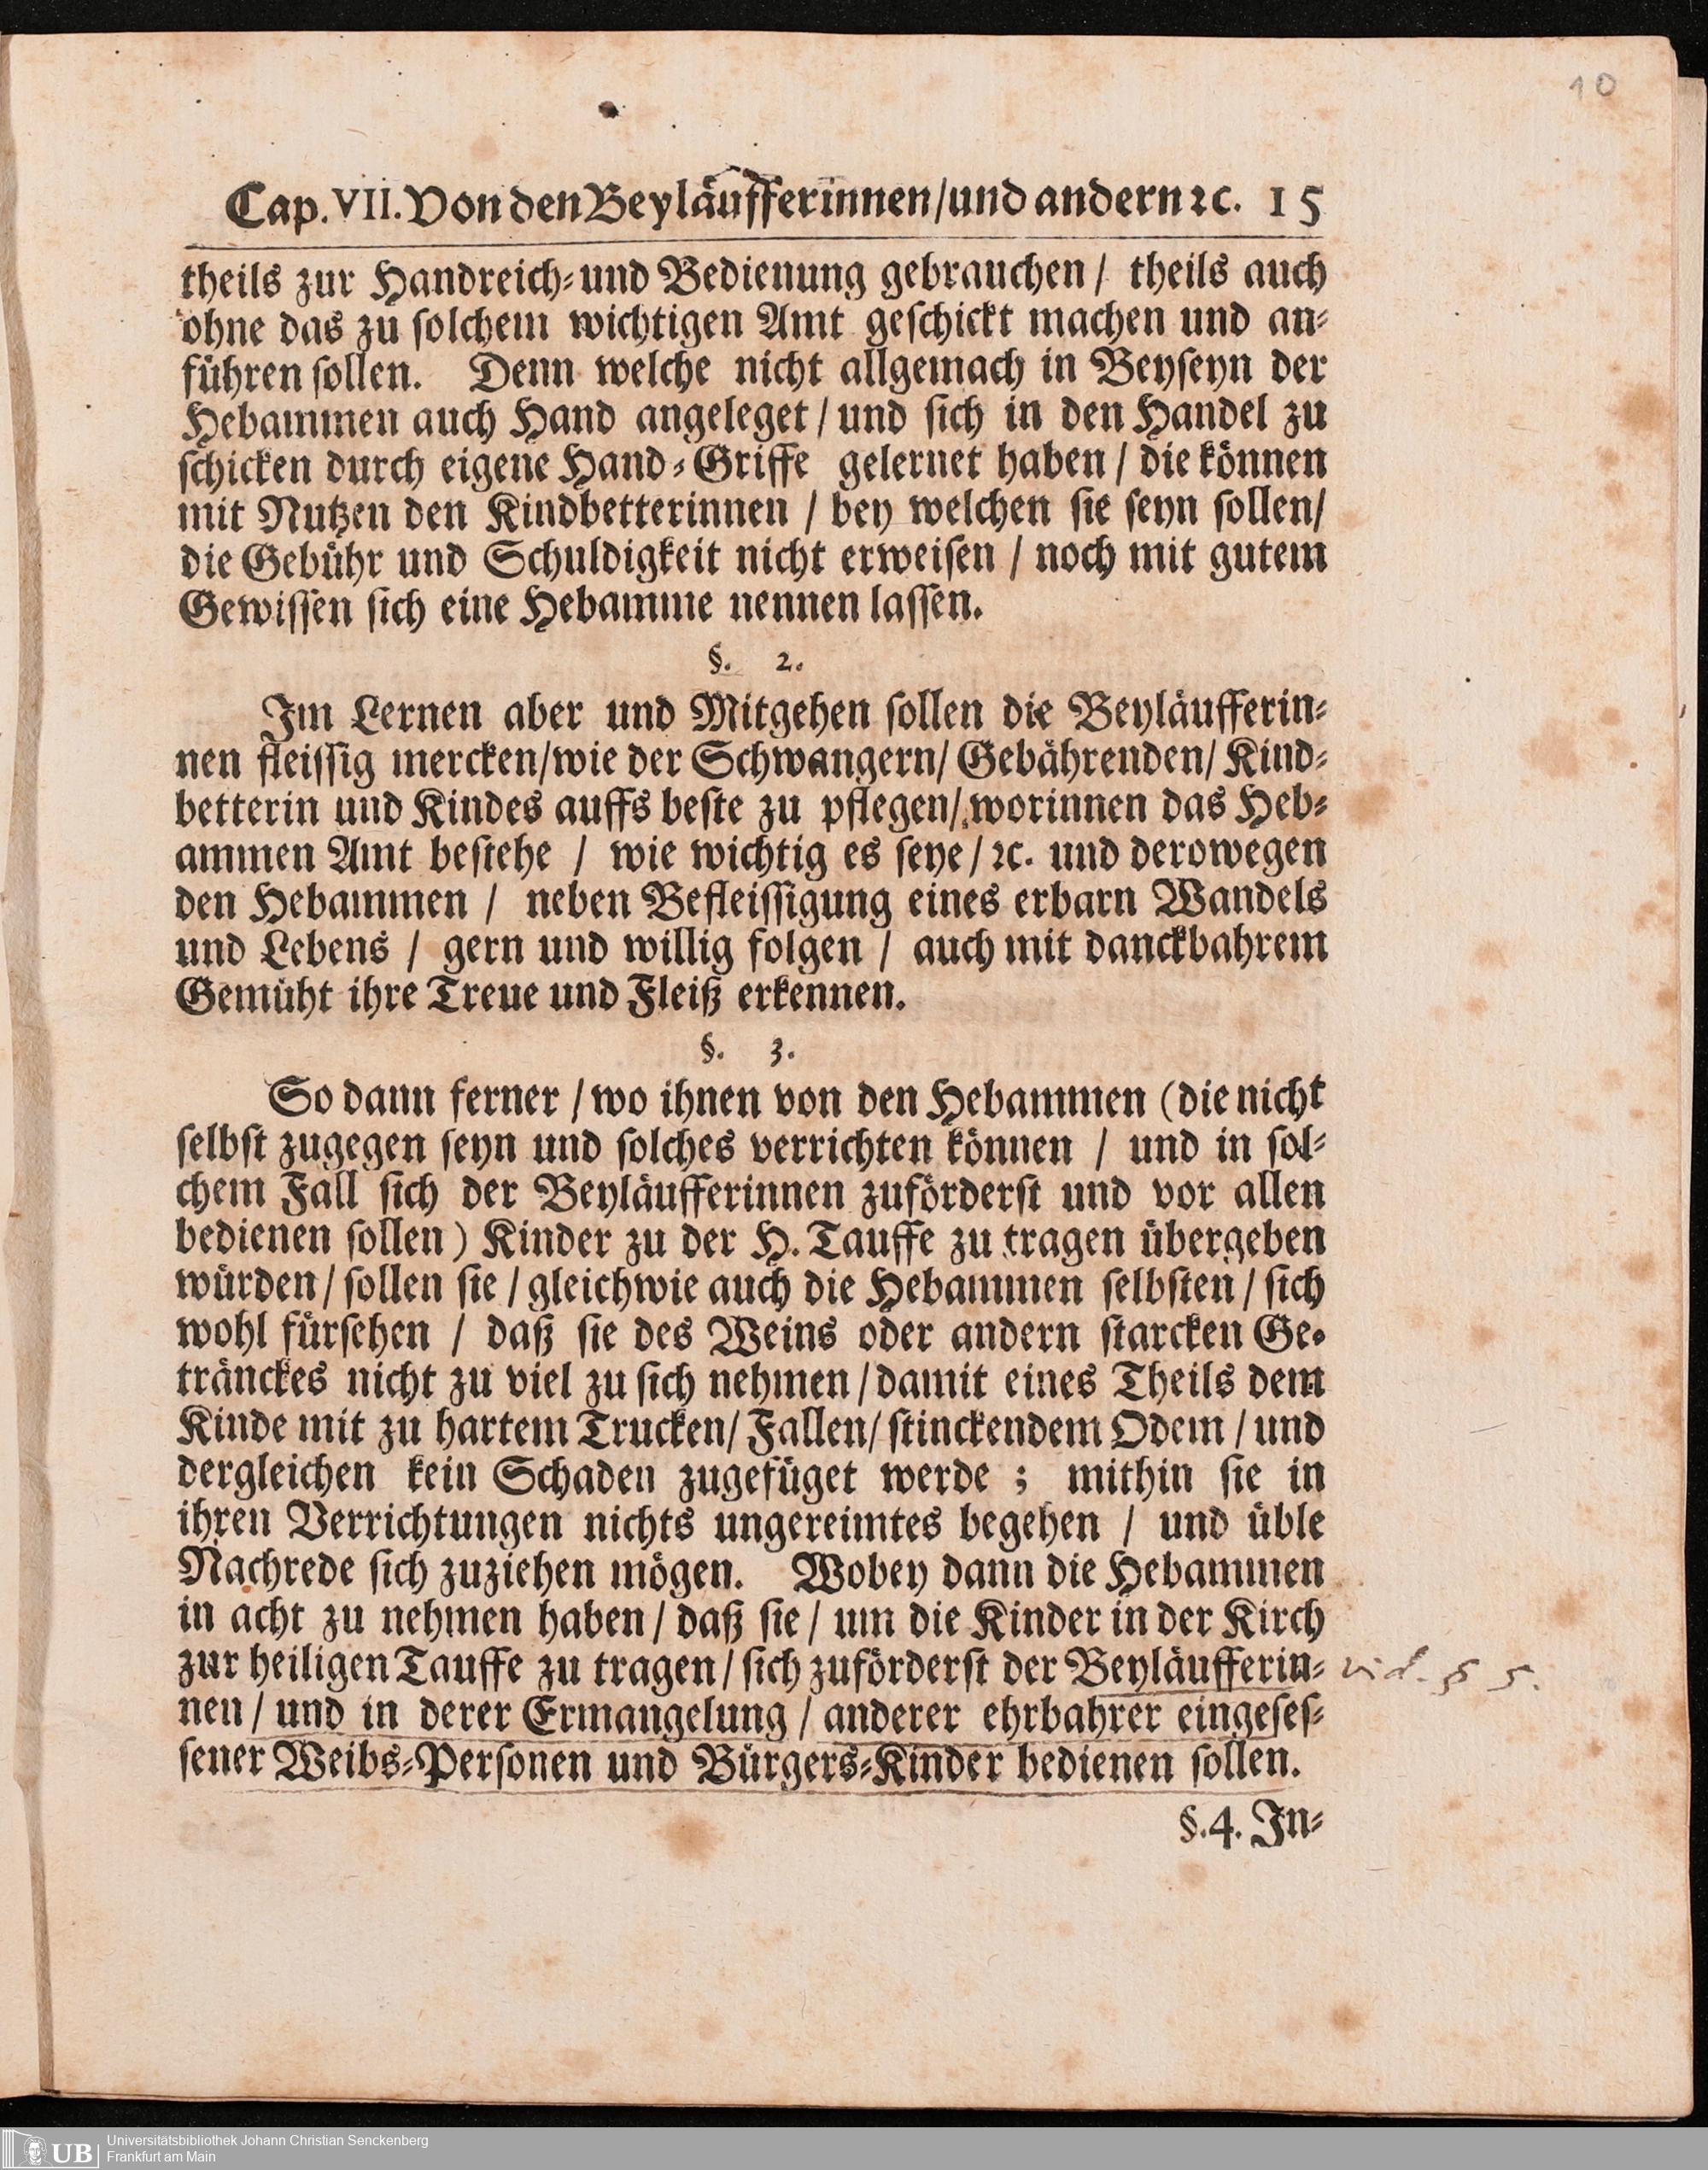 10
Cap. VII. Von den Beyläufferinnen/und andern ꝛc. 15
theils zur Handreich-und Bedienung gebrauchen / theils auch
ohne das zu solchem wichtigen Amt geschickt machen und an-
führen sollen. Denn welche nicht allgemach in Beyseyn der
Hebammen auch Hand angeleget / und sich in den Handel zu
schicken durch eigene Hand-Griffe gelernet haben / die können
mit Nutzen den Kindbetterinnen / bey welchen sie seyn sollen/
die Gebühr und Schuldigkeit nicht erweisen / noch mit gutem
Gewissen sich eine Hebamme nennen lassen.
§. 2.
Im Lernen aber und Mitgehen sollen die Beyläufferin-
nen fleissig mercken/wie der Schwangern/ Gebährenden/ Kind-
betterin und Kindes auffs beste zu pflegen/ worinnen das Heb-
ammen Amt bestehe / wie wichtig es seye / ꝛc. und derowegen
den Hebammen / neben Befleissigung eines erbarn Wandels
und Lebens / gern und willig folgen / auch mit danckbahrem
Gemüht ihre Treue und Fleiß erkennen.
§. 3.
So dann ferner / wo ihnen von den Hebammen (die nicht
selbst zugegen seyn und solches verrichten können / und in sol-
chem Fall sich der Beyläufferinnen zuförderst und vor allen
bedienen sollen) Kinder zu der H. Tauffe zu tragen übergeben
würden / sollen sie / gleichwie auch die Hebammen selbsten / sich
wohl fürsehen / daß sie des Weins oder andern starcken Ge-
tränckes nicht zu viel zu sich nehmen / damit eines Theils dem
Kinde mit zu hartem Trucken/ Fallen/ stinckendem Odem / und
dergleichen kein Schaden zugefüget werde ; mithin sie in
ihren Verrichtungen nichts ungereimtes begehen / und üble
Nachrede sich zuziehen mögen. Wobey dann die Hebammen
in acht zu nehmen haben / daß sie / um die Kinder in der Kirch
zur heiligen Tauffe zu tragen / sich zuförderst der Beyläufferin- vid. § 5.
nen / und in derer Ermangelung / anderer ehrbahrer eingeses-
sener Weibs-Personen und Bürgers-Kinder bedienen sollen.
§.4. In-
UB Universitätsbibliothek Johann Christian Senckenberg
Frankfurt am Main